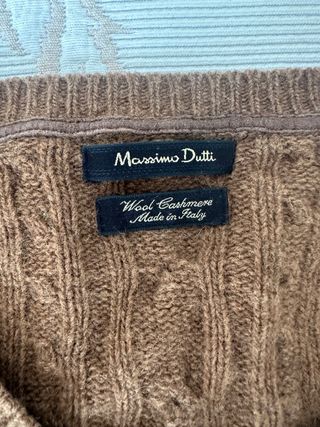 Massimo Dutti
Wool Cashmere
Made in Italy